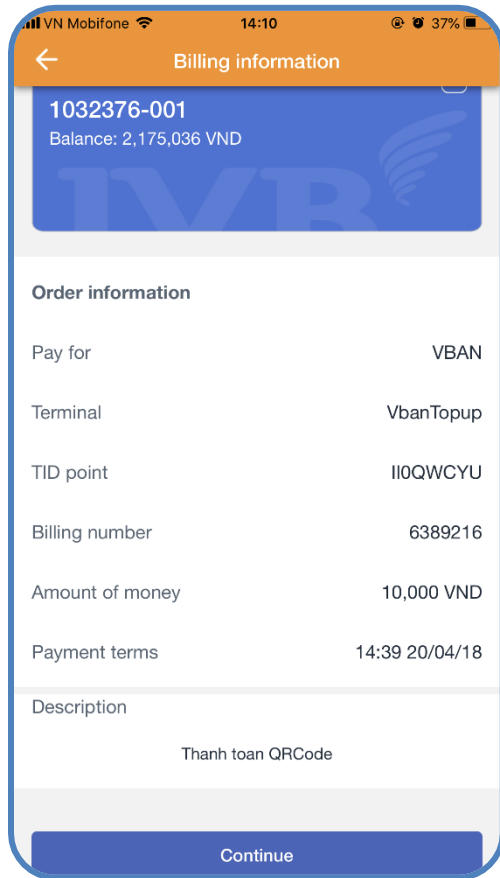 VN Mobifone 14:10 37%
Billing information
1032376-001
Balance: 2,175,036 VND
IVB
Order information
Pay for VBAN
Terminal VbanTopup
TID point II0QWCYU
Billing number 6389216
Amount of money 10,000 VND
Payment terms 14:39 20/04/18
Description
Thanh toan QRCode
Continue